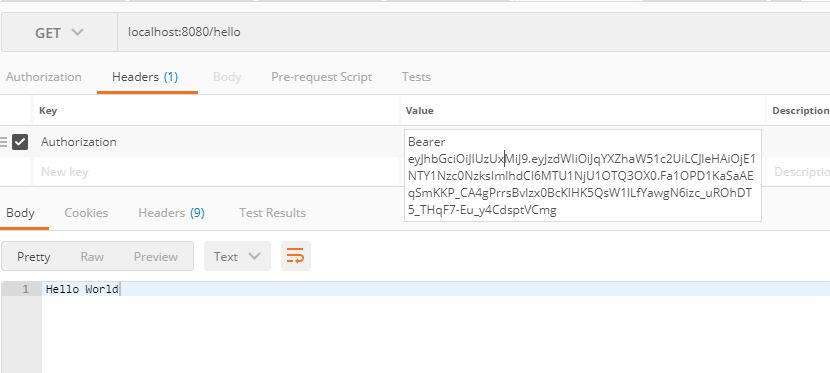 GET localhost:8080/hello
Authorization Headers (1) Body Pre-request Script Tests
Key Value Description
Authorization Bearer
eyJhbGciOiJIUzUxMiJ9.eyJzdWIiOiJqYXZhaW51c2UiLCJleHAiOjE1
NTY1Nzc0NzksImlhdCI6MTU1NjU1OTQ3OX0.Fa1OPD1KaSaAE
qSmKKP_CA4gPrrsBvIzx0BcKlHK5QsW1ILfYawgN6izc_uROhDT
5_THqF7-Eu_y4CdsptVCmg
New key Descriptio
Body Cookies Headers (9) Test Results
Pretty Raw Preview Text
1 Hello World